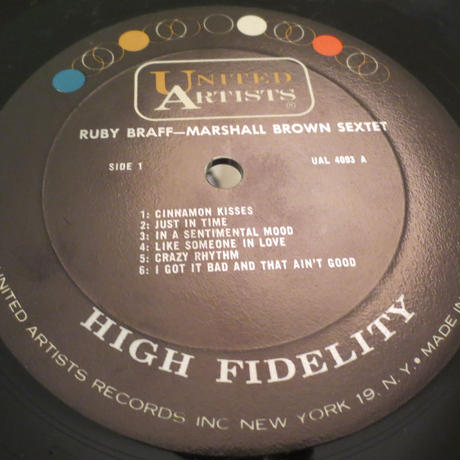 UNITED
ARTISTS®
RUBY BRAFF—MARSHALL BROWN SEXTET
SIDE 1
UAL 4093 A
1: CINNAMON KISSES
2: JUST IN TIME
3: IN A SENTIMENTAL MOOD
4: LIKE SOMEONE IN LOVE
5: CRAZY RHYTHM
6: I GOT IT BAD AND THAT AIN'T GOOD
HIGH FIDELITY
UNITED ARTISTS RECORDS INC NEW YORK 19, N.Y. • MADE IN